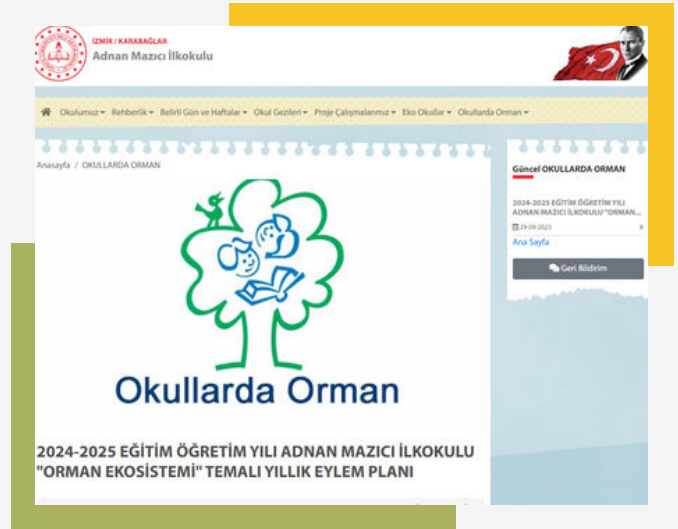 İZMİR / KARABAĞLAR
Adnan Mazıcı İlkokulu
Okulumuz Rehberlik Belirli Gün ve Haftalar Okul Gezileri Proje Çalışmalarımız Eko Okullar Okullarda Orman
Anasayfa / OKULLARDA ORMAN
Okullarda Orman
2024-2025 EĞİTİM ÖĞRETİM YILI ADNAN MAZICI İLKOKULU
"ORMAN EKOSİSTEMİ" TEMALI YILLIK EYLEM PLANI
Güncel OKULLARDA ORMAN
2024-2025 EĞİTİM ÖĞRETİM YILI
ADNAN MAZICI İLKOKULU "ORMAN...
Ana Sayfa
Geri Bildirim